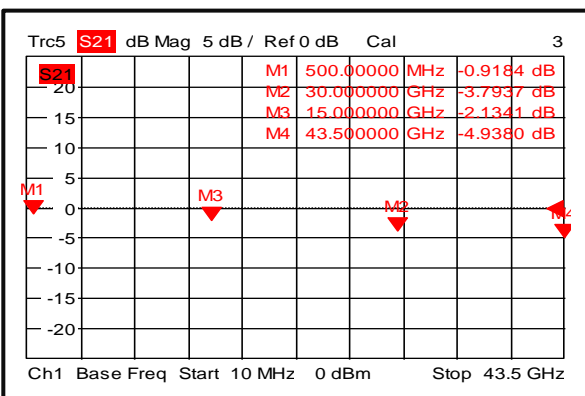 Trc5 S21 dB Mag 5 dB / Ref 0 dB Cal 3
S21
M1 500.00000 MHz -0.9184 dB
M2 30.000000 GHz -3.7937 dB
M3 15.000000 GHz -2.1341 dB
M4 43.500000 GHz -4.9380 dB
20
15
10
5
0
-5
-10
-15
-20
M1
M3
M2
M4
Ch1 Base Freq Start 10 MHz 0 dBm Stop 43.5 GHz